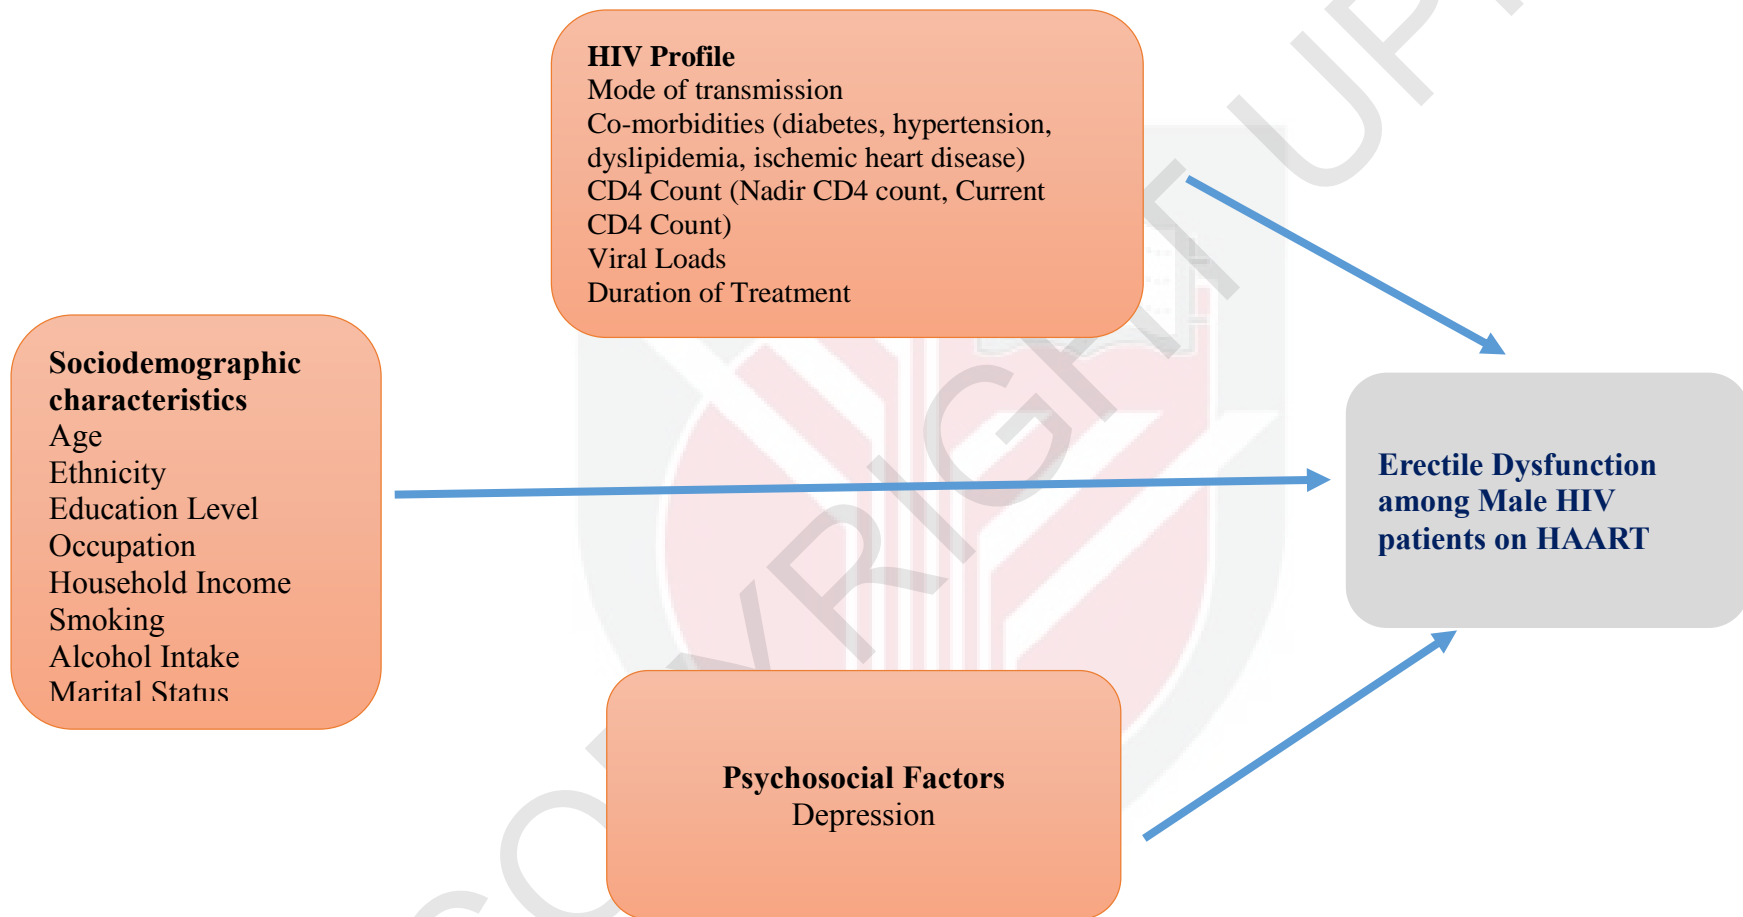 HIV Profile
Mode of transmission
Co-morbidities (diabetes, hypertension,
dyslipidemia, ischemic heart disease)
CD4 Count (Nadir CD4 count, Current
CD4 Count)
Viral Loads
Duration of Treatment
Sociodemographic
characteristics
Age
Ethnicity
Education Level
Occupation
Household Income
Smoking
Alcohol Intake
Marital Status
Erectile Dysfunction
among Male HIV
patients on HAART
Psychosocial Factors
Depression
COPYRIGHT UPM